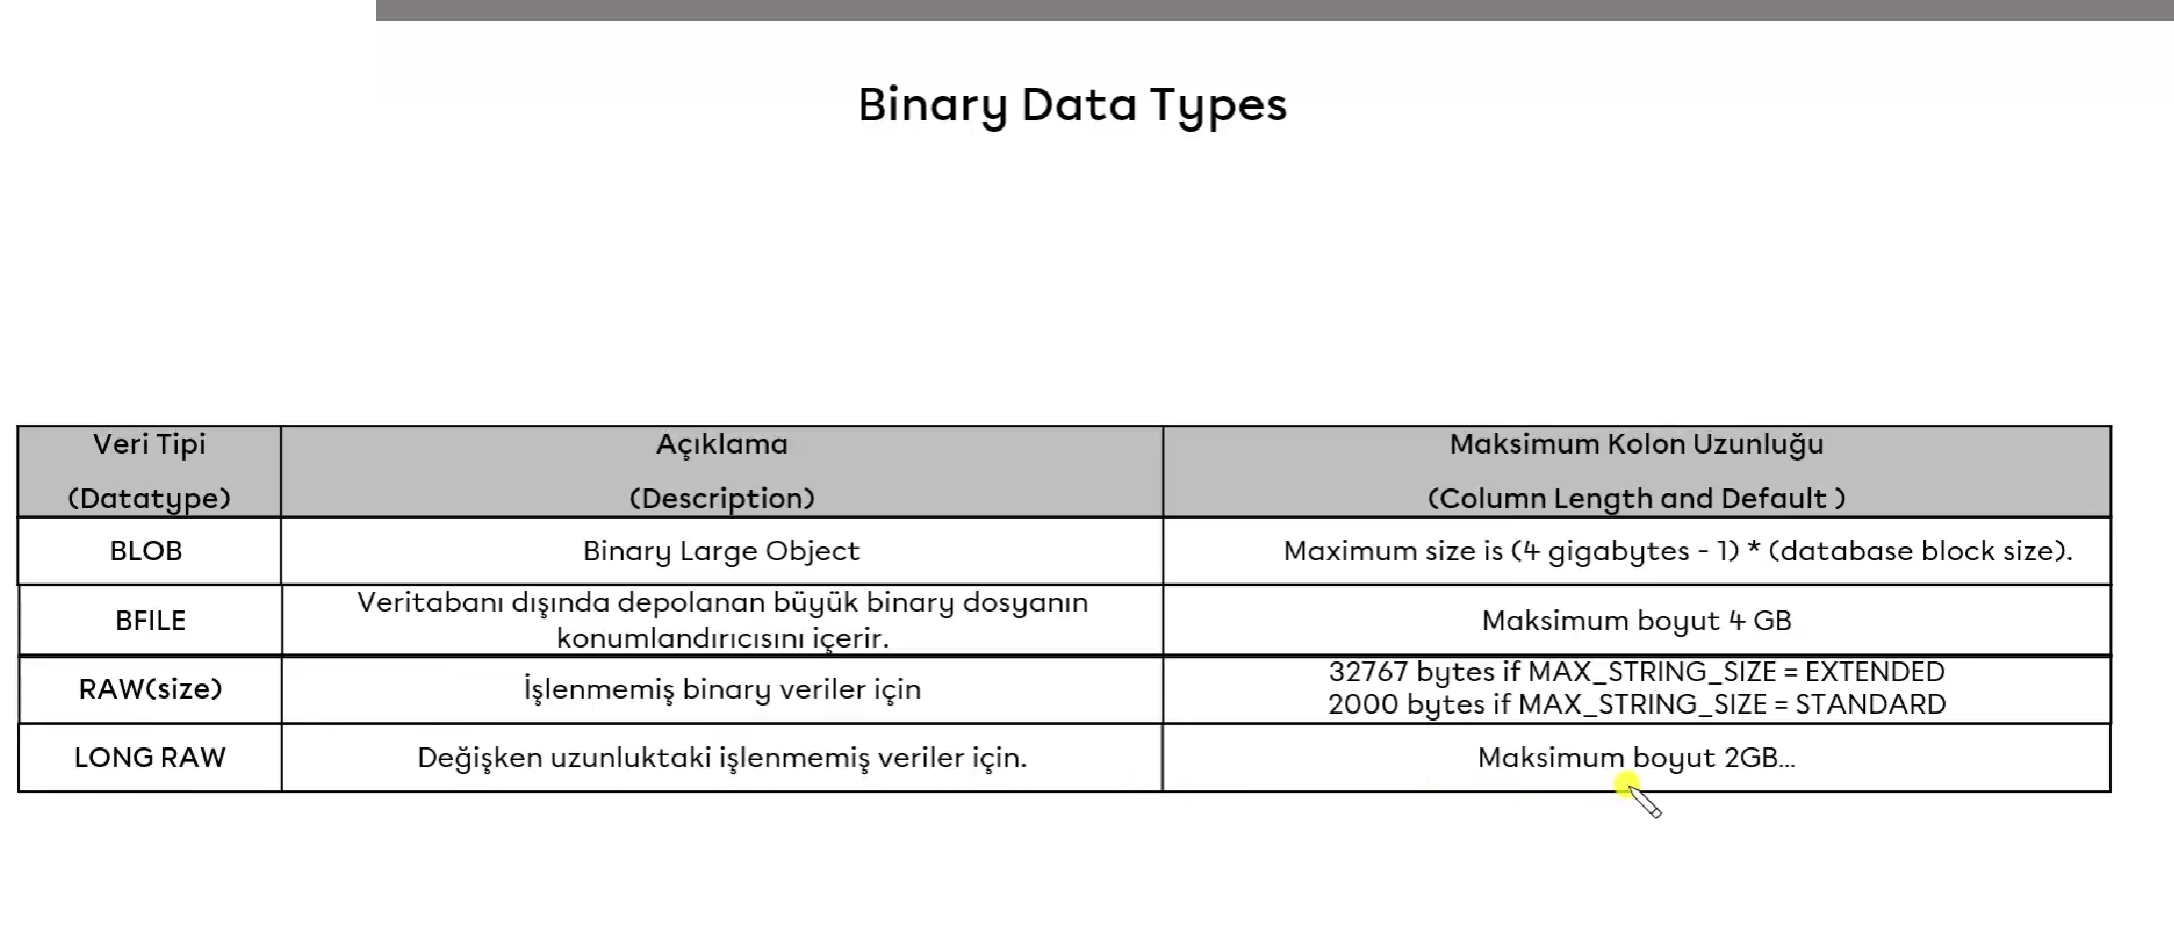 Binary Data Types
Veri Tipi
(Datatype)
Açıklama
(Description)
Maksimum Kolon Uzunluğu
(Column Length and Default )
BLOB
Binary Large Object
Maximum size is (4 gigabytes - 1) * (database block size).
BFILE
Veritabanı dışında depolanan büyük binary dosyanın
konumlandırıcısını içerir.
Maksimum boyut 4 GB
RAW(size)
İşlenmemiş binary veriler için
32767 bytes if MAX_STRING_SIZE = EXTENDED
2000 bytes if MAX_STRING_SIZE = STANDARD
LONG RAW
Değişken uzunluktaki işlenmemiş veriler için.
Maksimum boyut 2GB...